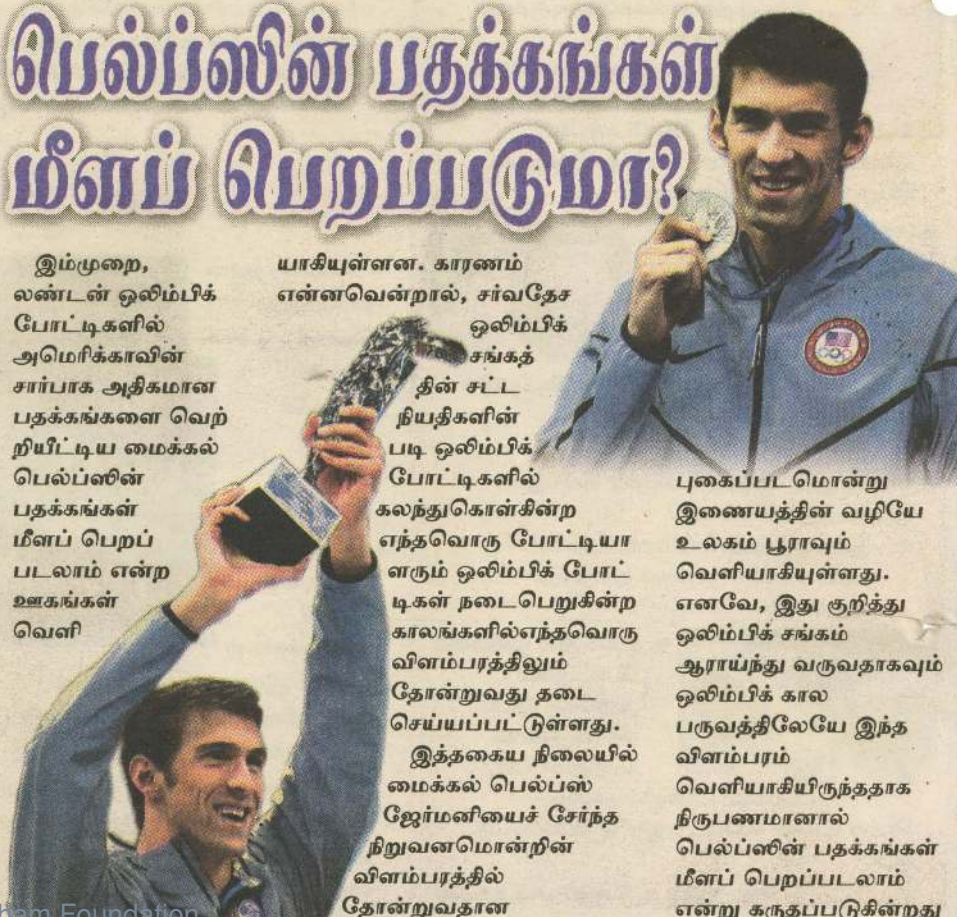 பெல்ப்ஸின் பதக்கங்கள்
மீளப் பெறப்படுமா?
இம்முறை,
லண்டன் ஒலிம்பிக்
போட்டிகளில்
அமெரிக்காவின்
சார்பாக அதிகமான
பதக்கங்களை வெற்
றியீட்டிய மைக்கல்
பெல்ப்ஸின்
பதக்கங்கள்
மீளப் பெறப்
படலாம் என்ற
ஊகங்கள்
வெளி
யாகியுள்ளன. காரணம்
என்னவென்றால், சர்வதேச
ஒலிம்பிக்
சங்கத்
தின் சட்ட
நியதிகளின்
படி ஒலிம்பிக்
போட்டிகளில்
கலந்துகொள்கின்ற
எந்தவொரு போட்டியா
ளரும் ஒலிம்பிக் போட்
டிகள் நடைபெறுகின்ற
காலங்களில்எந்தவொரு
விளம்பரத்திலும்
தோன்றுவது தடை
செய்யப்பட்டுள்ளது.
இத்தகைய நிலையில்
மைக்கல் பெல்ப்ஸ்
ஜேர்மனியைச் சேர்ந்த
நிறுவனமொன்றின்
விளம்பரத்தில்
தோன்றுவதான
புகைப்படமொன்று
இணையத்தின் வழியே
உலகம் பூராவும்
வெளியாகியுள்ளது.
எனவே, இது குறித்து
ஒலிம்பிக் சங்கம்
ஆராய்ந்து வருவதாகவும்
ஒலிம்பிக் கால
பருவத்திலேயே இந்த
விளம்பரம்
வெளியாகியிருந்ததாக
நிருபணமானால்
பெல்ப்ஸின் பதக்கங்கள்
மீளப் பெறப்படலாம்
என்று கருதப்படுகின்றது
Foundation